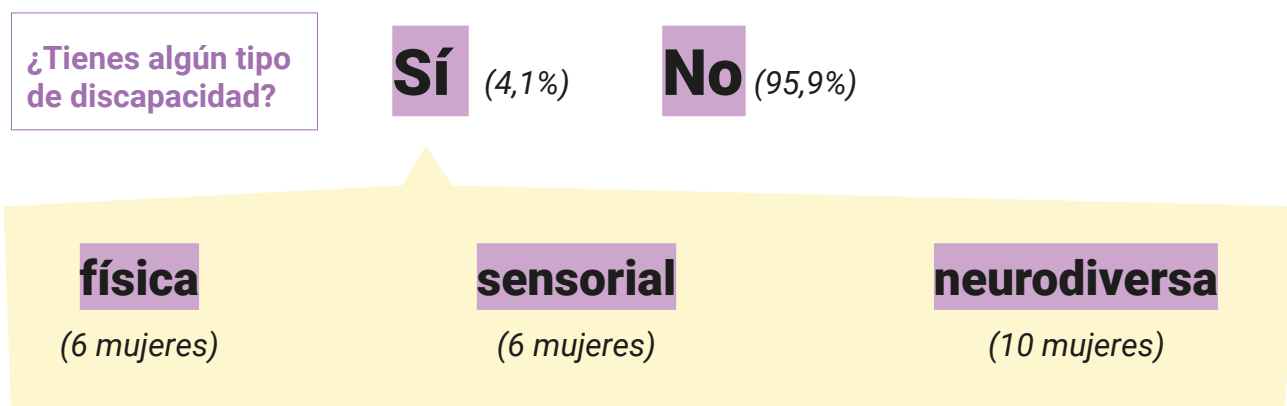 ¿Tienes algún tipo
de discapacidad?
Sí (4,1%)
No (95,9%)
física
(6 mujeres)
sensorial
(6 mujeres)
neurodiversa
(10 mujeres)